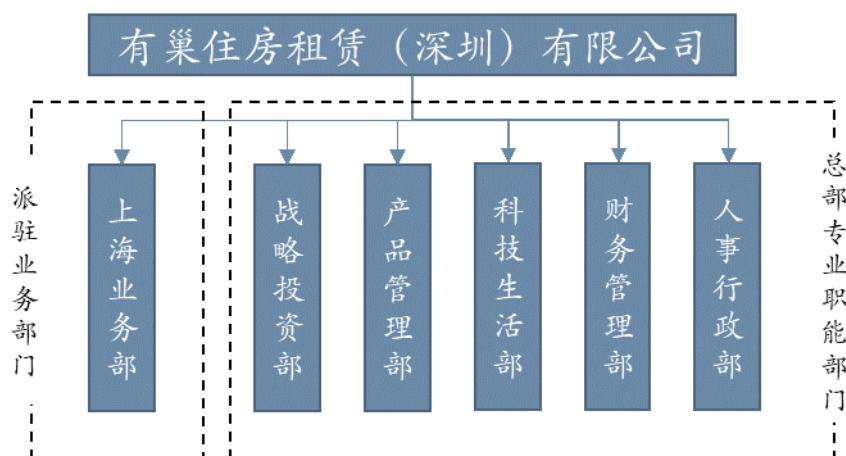 有巢住房租赁（深圳）有限公司
派驻业务部门
上海业务部
战略投资部
产品管理部
科技生活部
财务管理部
人事行政部
总部专业职能部门